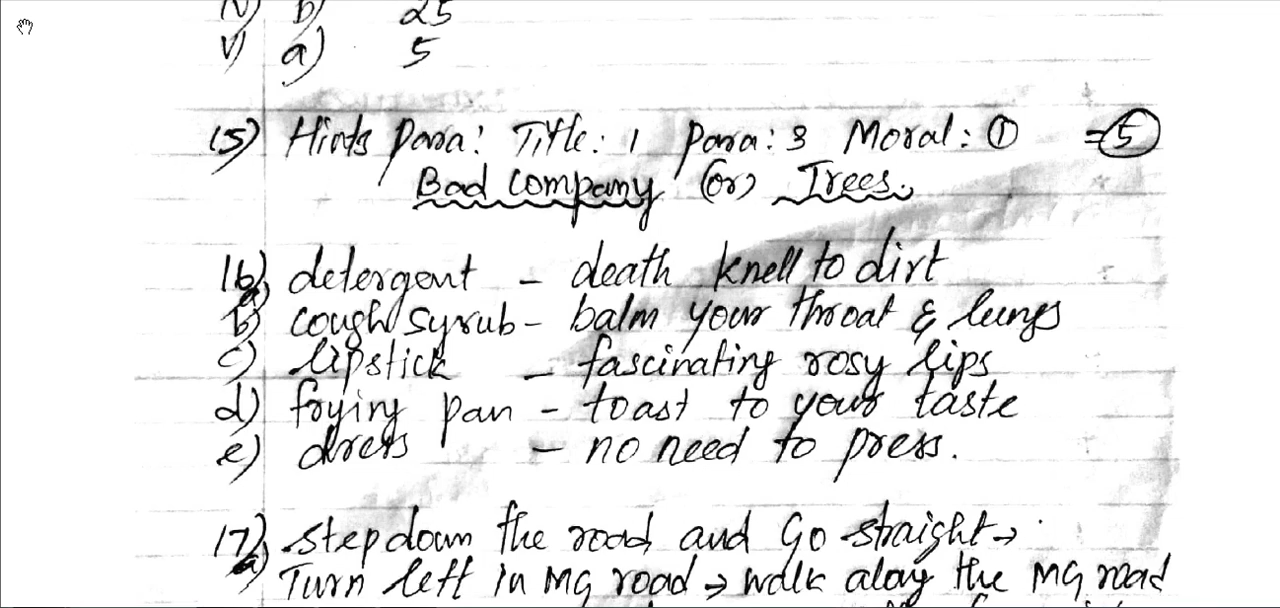 iv) b) 25
v) a) 5
15) Hints Para: Title: 1 Para: 3 Moral: 1 = 5
Bad company (or) Trees.
16) a) detergent - death knell to dirt
b) cough syrub - balm your throat & lungs
c) lipstick - fascinating rosy lips
d) frying pan - toast to your taste
e) dress - no need to press.
17) a) step down the road and Go straight →
Turn left in MG road → walk along the MG road